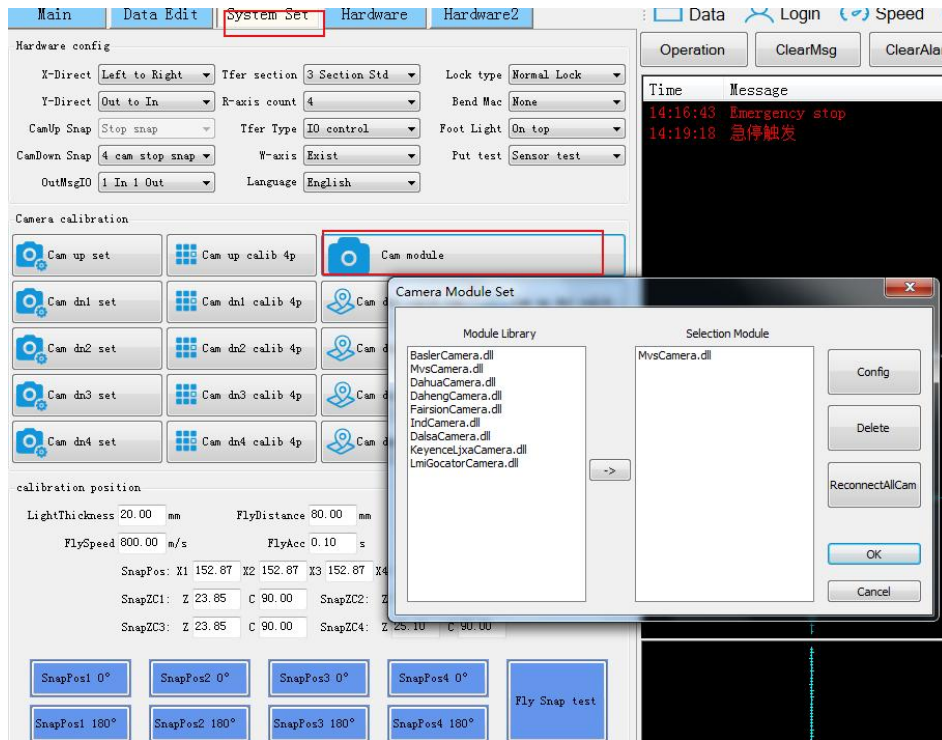 Main Data Edit System Set Hardware Hardware2
Data Login Speed
Hardware config
Operation ClearMsg
X-Direct Left to Right Tfer section 3 Section Std Lock type Normal Lock
Y-Direct Out to In R-axis count 4 Bend Mac None
CamUp Snap Stop snap Tfer Type IO control Foot Light On top
CamDown Snap 4 cam stop snap W-axis Exist Put test Sensor test
OutMsgIO 1 In 1 Out Language English
Time Message
14:16:43 Emergency stop
14:19:18 急停触发
Camera calibration
Cam up set Cam up calib 4p Cam module
Cam dn1 set Cam dn1 calib 4p Cam
Cam dn2 set Cam dn2 calib 4p Cam
Cam dn3 set Cam dn3 calib 4p Cam
Cam dn4 set Cam dn4 calib 4p Cam
Camera Module Set
Module Library Selection Module
BaslerCamera.dll
MvsCamera.dll
DahuaCamera.dll
DahengCamera.dll
FairsionCamera.dll
IndCamera.dll
DalsaCamera.dll
KeyenceLjxaCamera.dll
LmiGocatorCamera.dll
->
MvsCamera.dll
Config
Delete
ReconnectAllCam
OK
Cancel
calibration position
LightThickness 20.00 mm FlyDistance 80.00 mm
FlySpeed 800.00 m/s FlyAcc 0.10 s
SnapPos: X1 152.87 X2 152.87 X3 152.87 X4
SnapZC1: Z 23.85 C 90.00 SnapZC2: Z
SnapZC3: Z 23.85 C 90.00 SnapZC4: Z 25.10 C 90.00
SnapPos1 0° SnapPos2 0° SnapPos3 0° SnapPos4 0°
Fly Snap test
SnapPos1 180° SnapPos2 180° SnapPos3 180° SnapPos4 180°